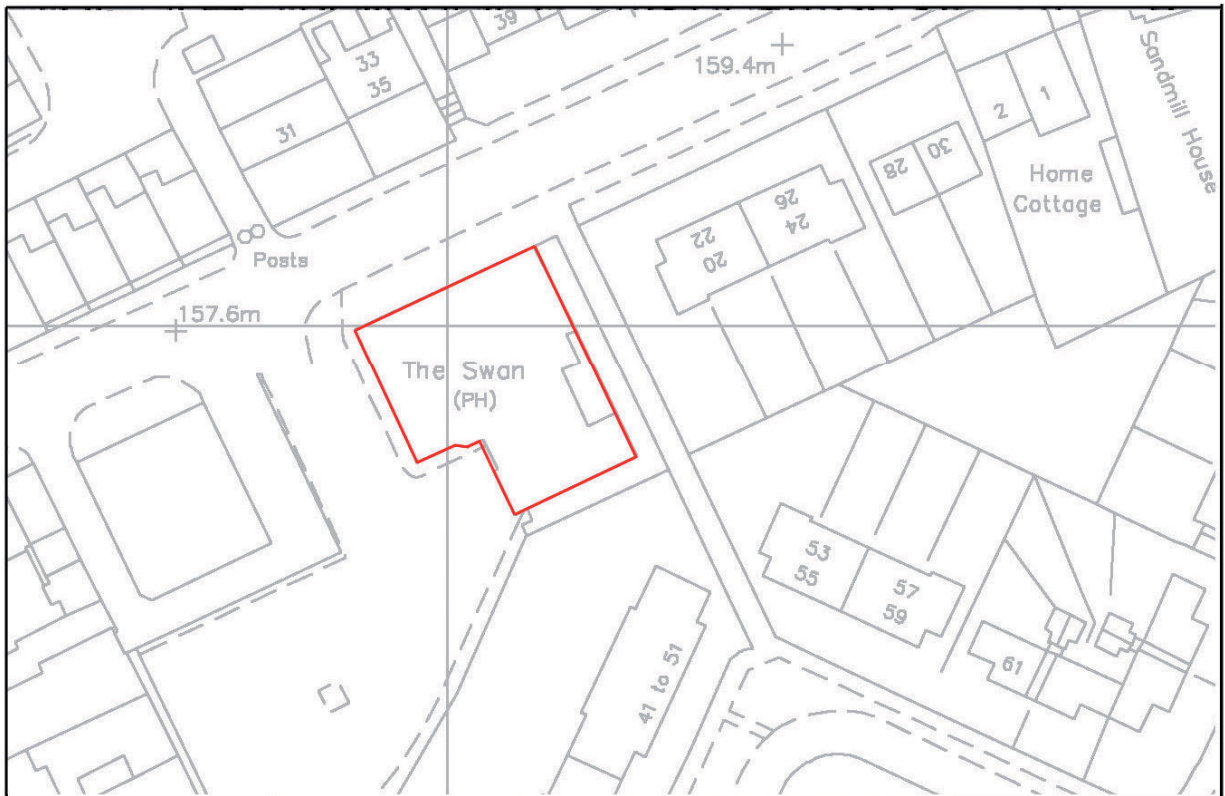 39
33
35
31
159.4m
Sandmill House
1
2
30
28
Home
Cottage
26
24
22
20
Posts
157.6m
The Swan
(PH)
53
55
57
59
61
41 to 51